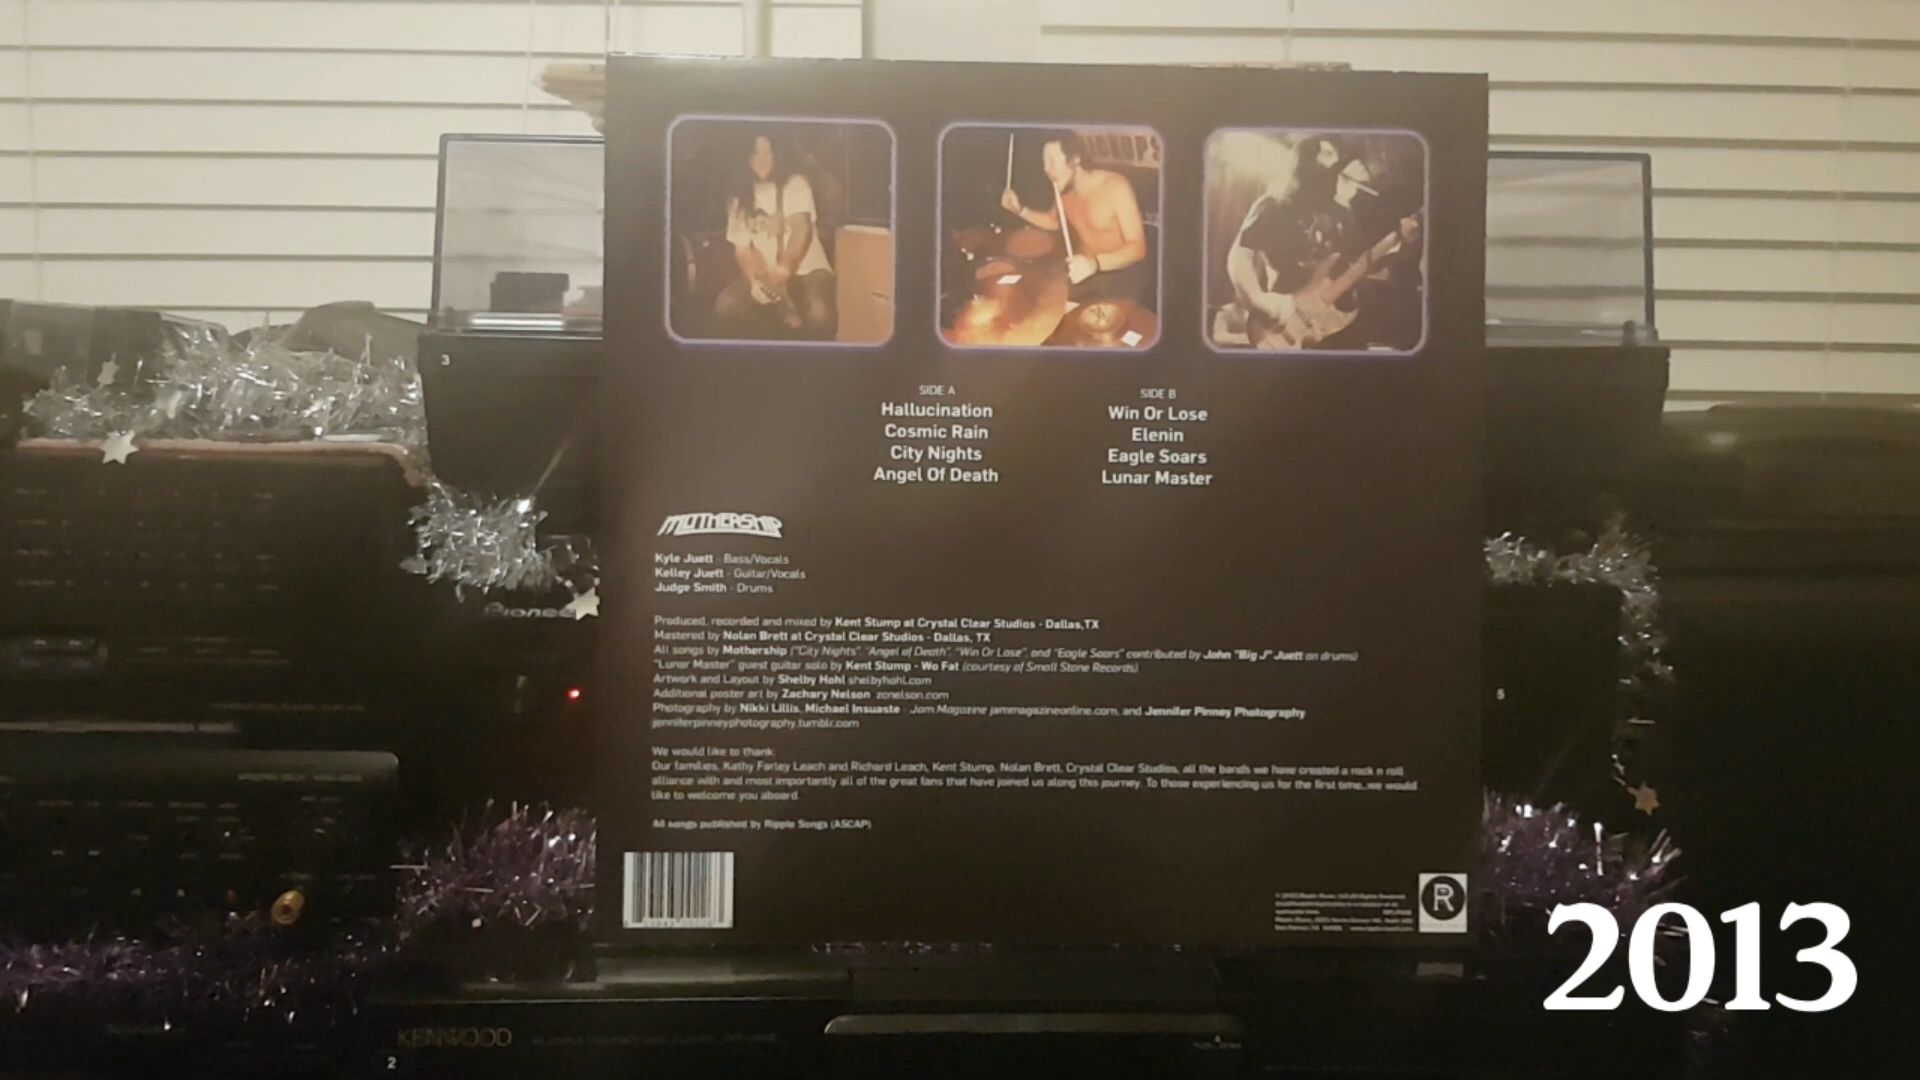 3
SIDE A
Hallucination
Cosmic Rain
City Nights
Angel Of Death
SIDE B
Win Or Lose
Elenin
Eagle Soars
Lunar Master
MOTHERSHIP
Kyle Juett - Bass/Vocals
Kelley Juett - Guitar/Vocals
Judge Smith - Drums
Produced, recorded and mixed by Kent Stump at Crystal Clear Studios - Dallas,TX
Mastered by Nolan Brett at Crystal Clear Studios - Dallas, TX
All songs by Mothership ("City Nights", "Angel of Death", "Win Or Lose", and "Eagle Soars" contributed by John "Big J" Juett on drums)
"Lunar Master" guest guitar solo by Kent Stump - Wo Fat (courtesy of Small Stone Records)
Artwork and Layout by Shelby Hohl shelbyhohl.com
Additional poster art by Zachary Nelson zcnelson.com
Photography by Nikki Lillis, Michael Insuaste - Jam Magazine jammagazineonline.com, and Jennifer Pinney Photography
jenniferpinneyphotography.tumblr.com
We would like to thank:
Our families, Kathy Farley Leach and Richard Leach, Kent Stump, Nolan Brett, Crystal Clear Studios, all the bands we have created a rock n roll
alliance with and most importantly all of the great fans that have joined us along this journey. To those experiencing us for the first time...we would
like to welcome you aboard.
All songs published by Ripple Songs (ASCAP)
R
PIONEER
5
KENWOOD
2
2013